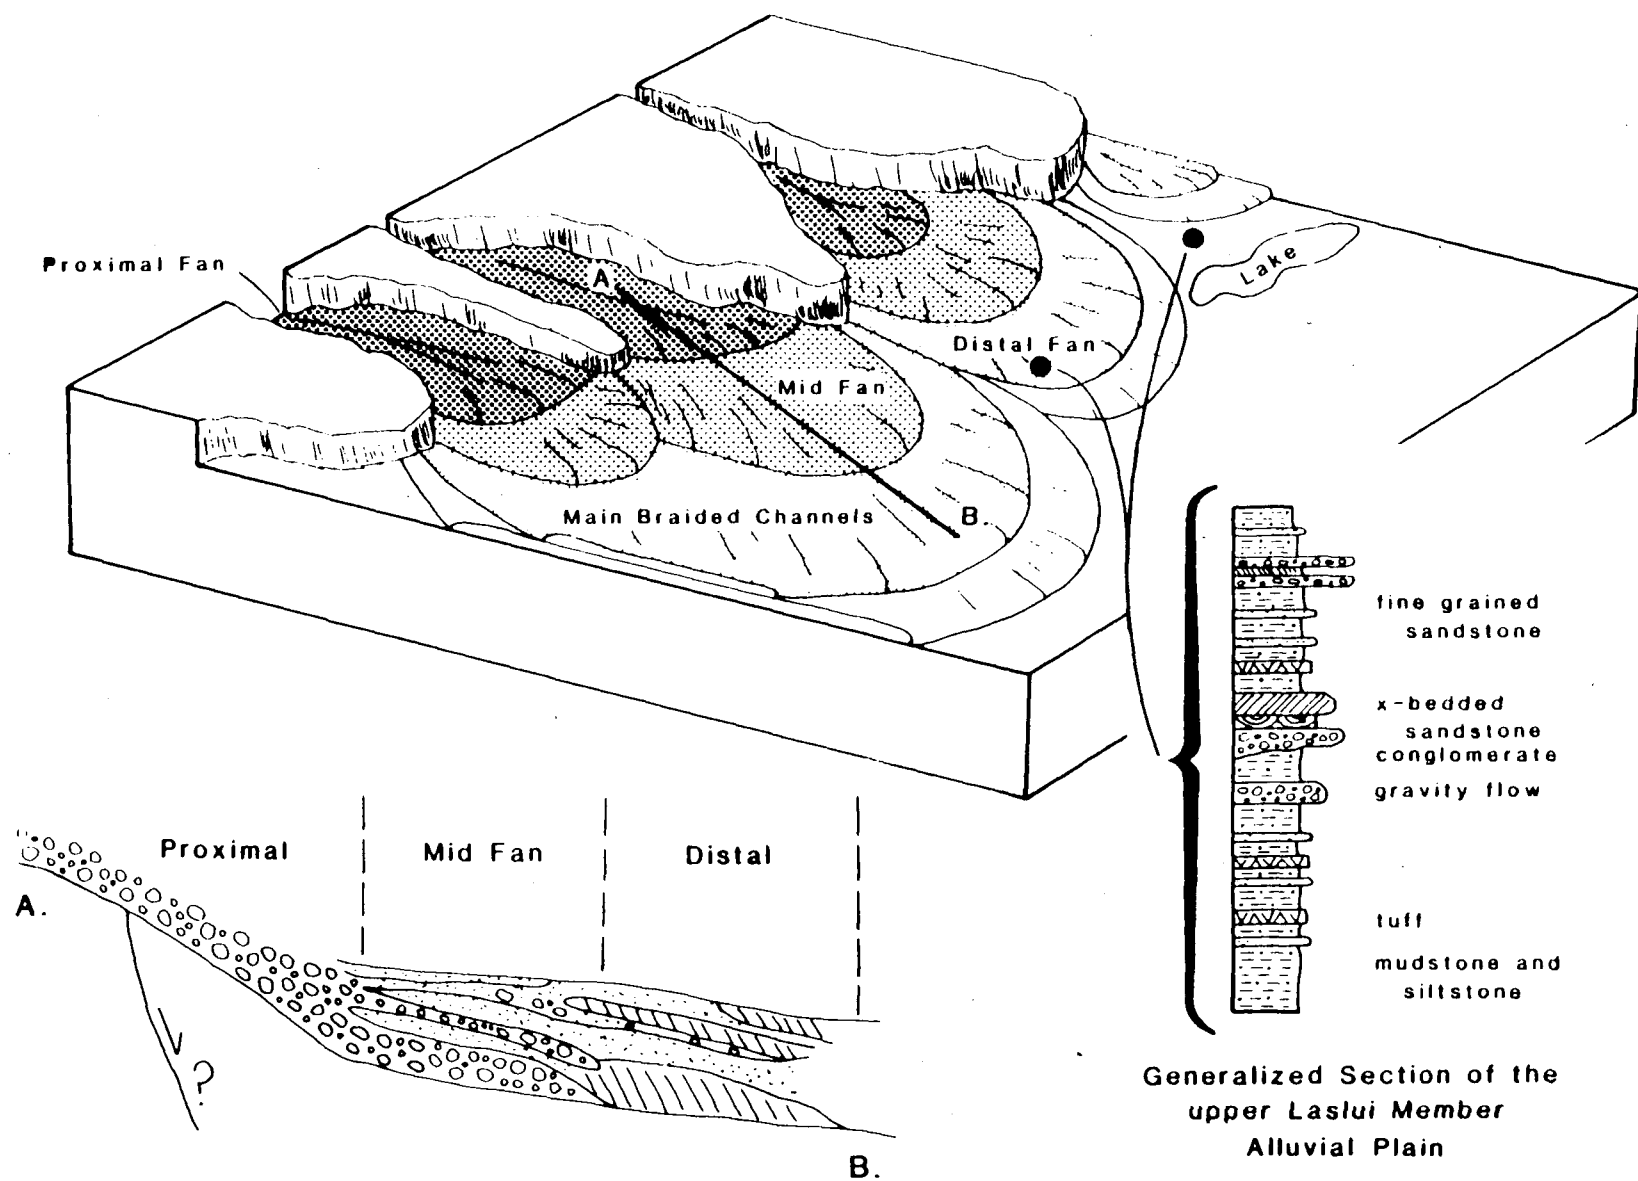 Proximal Fan
A
Lake
Distal Fan
Mid Fan
Main Braided Channels
B.
fine grained
sandstone
x-bedded
sandstone
conglomerate
gravity flow
tuff
mudstone and
siltstone
Generalized Section of the
upper Laslui Member
Alluvial Plain
Proximal
Mid Fan
Distal
A.
?
B.